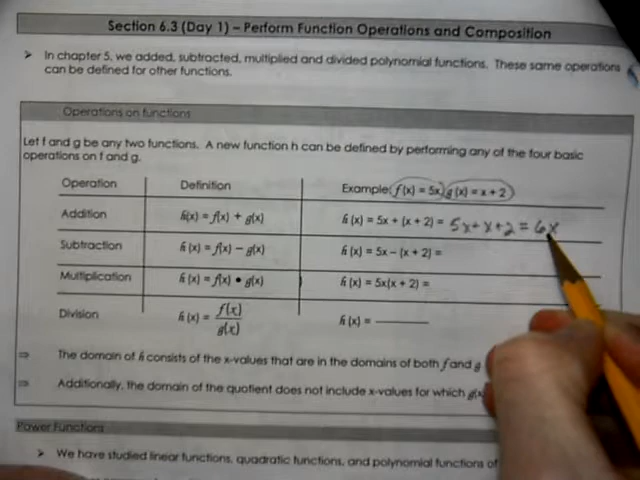 Section 6.3 (Day 1) – Perform Function Operations and Composition
➢ In chapter 5, we added, subtracted, multiplied and divided polynomial functions. These same operations
can be defined for other functions.
Operations on functions
Let f and g be any two functions. A new function h can be defined by performing any of the four basic
operations on f and g.
Operation Definition Example: f(x) = 5x, g(x) = x + 2
Addition h(x) = f(x) + g(x) h(x) = 5x + (x + 2) = 5x + x + 2 = 6x
Subtraction h(x) = f(x) – g(x) h(x) = 5x – (x + 2) =
Multiplication h(x) = f(x) • g(x) h(x) = 5x(x + 2) =
Division h(x) = f(x)/g(x) h(x) = ______
⇨ The domain of h consists of the x-values that are in the domains of both f and g
⇨ Additionally, the domain of the quotient does not include x-values for which g(x
Power Functions
➢ We have studied linear functions, quadratic functions, and polynomial functions of